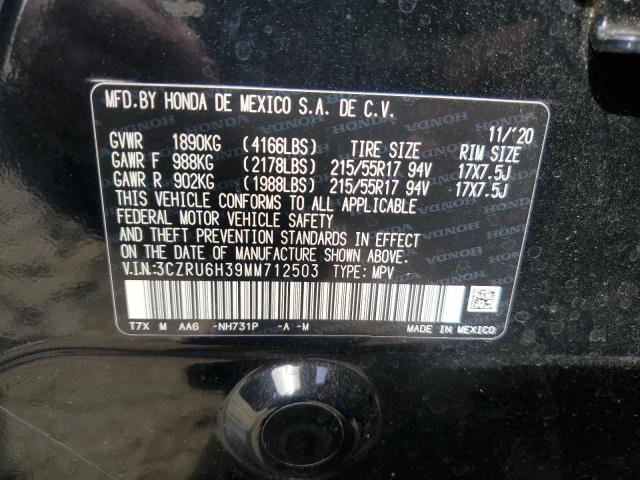 MFD.BY HONDA DE MEXICO S.A. DE C.V.
11/'20
GVWR 1890KG (4166LBS) TIRE SIZE RIM SIZE
GAWR F 988KG (2178LBS) 215/55R17 94V 17X7.5J
GAWR R 902KG (1988LBS) 215/55R17 94V 17X7.5J
THIS VEHICLE CONFORMS TO ALL APPLICABLE
FEDERAL MOTOR VEHICLE SAFETY
AND THEFT PREVENTION STANDARDS IN EFFECT
ON THE DATE OF MANUFACTURE SHOWN ABOVE.
V.I.N.:3CZRU6H39MM712503 TYPE: MPV
T7X M AA6 -NH731P -A -M
MADE IN MEXICO